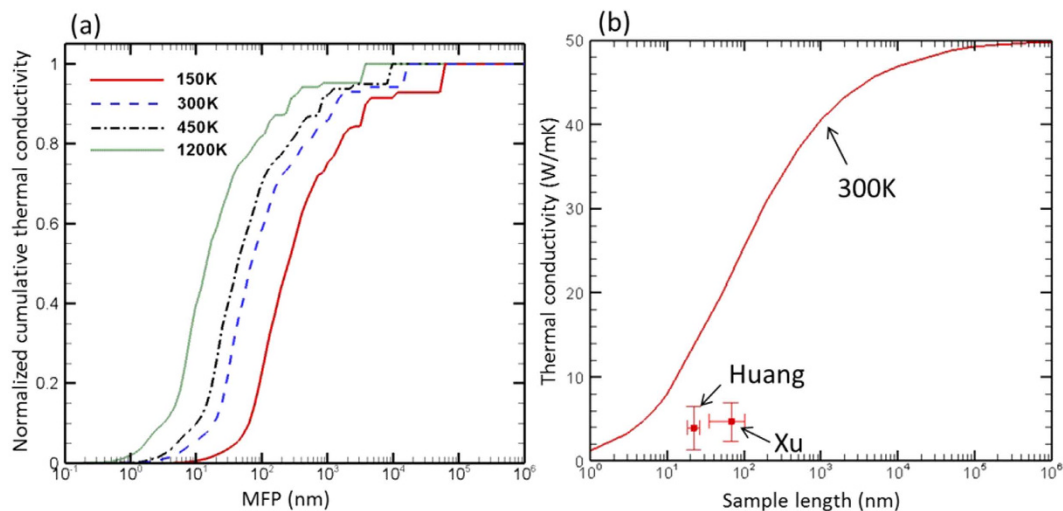 (a)
Normalized cumulative thermal conductivity
1
0.8
0.6
0.4
0.2
0
150K
300K
450K
1200K
10-1 100 101 102 103 104 105 106
MFP (nm)
(b)
Thermal conductivity (W/mK)
50
40
30
20
10
0
300K
Huang
Xu
100 101 102 103 104 105 106
Sample length (nm)